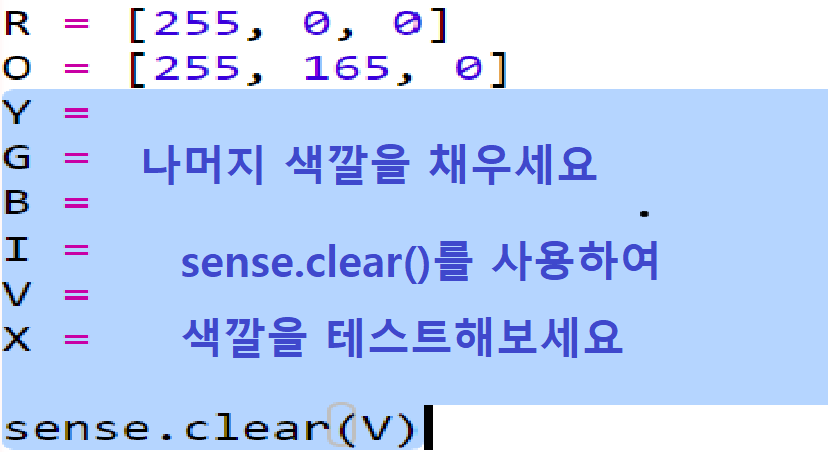 R = [255, 0, 0]
O = [255, 165, 0]
Y =
G =
나머지 색깔을 채우세요
B =
I =
sense.clear()를 사용하여
V =
X =
색깔을 테스트해보세요
sense.clear(V)